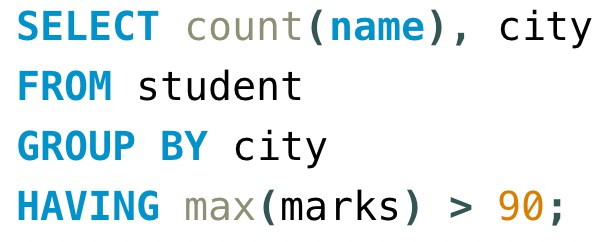 SELECT count(name), city
FROM student
GROUP BY city
HAVING max(marks) > 90;